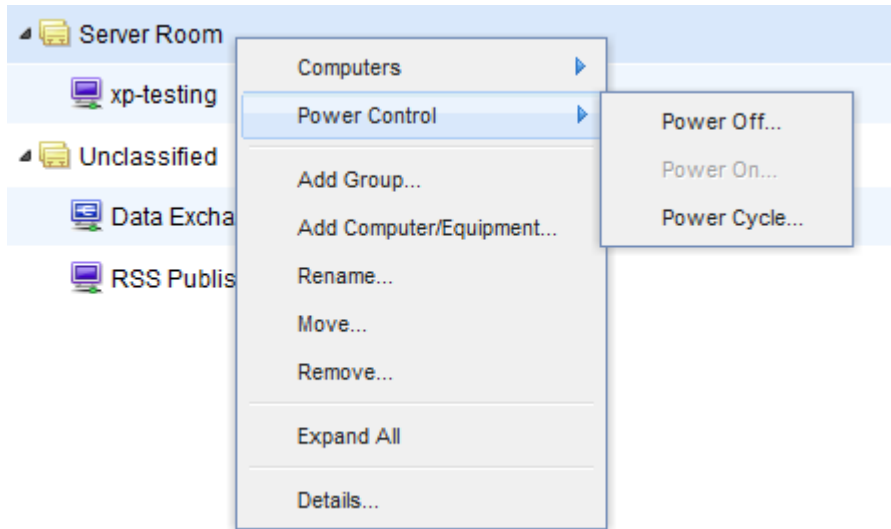 Server Room
xp-testing
Unclassified
Data Excha
RSS Publis
Computers
Power Control
Add Group...
Add Computer/Equipment...
Rename...
Move...
Remove...
Expand All
Details...
Power Off...
Power On...
Power Cycle...